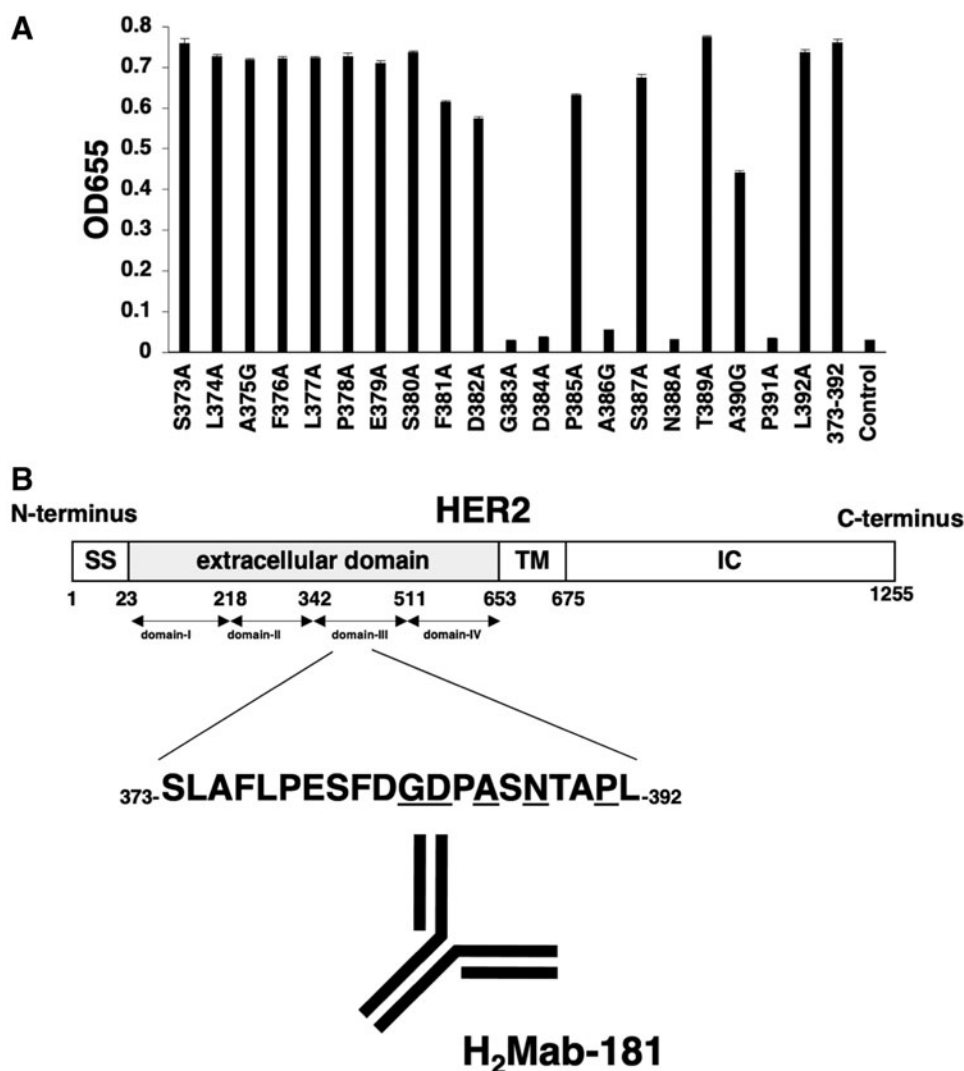 A
OD655
0.8
0.7
0.6
0.5
0.4
0.3
0.2
0.1
0
S373A
L374A
A375G
F376A
L377A
P378A
E379A
S380A
F381A
D382A
G383A
D384A
P385A
A386G
S387A
N388A
T389A
A390G
P391A
L392A
373-392
Control
B
N-terminus HER2 C-terminus
SS extracellular domain TM IC
1 23 218 342 511 653 675 1255
domain-I domain-II domain-III domain-IV
373-SLAFLPESFDGDPASNTAPL-392
H₂Mab-181